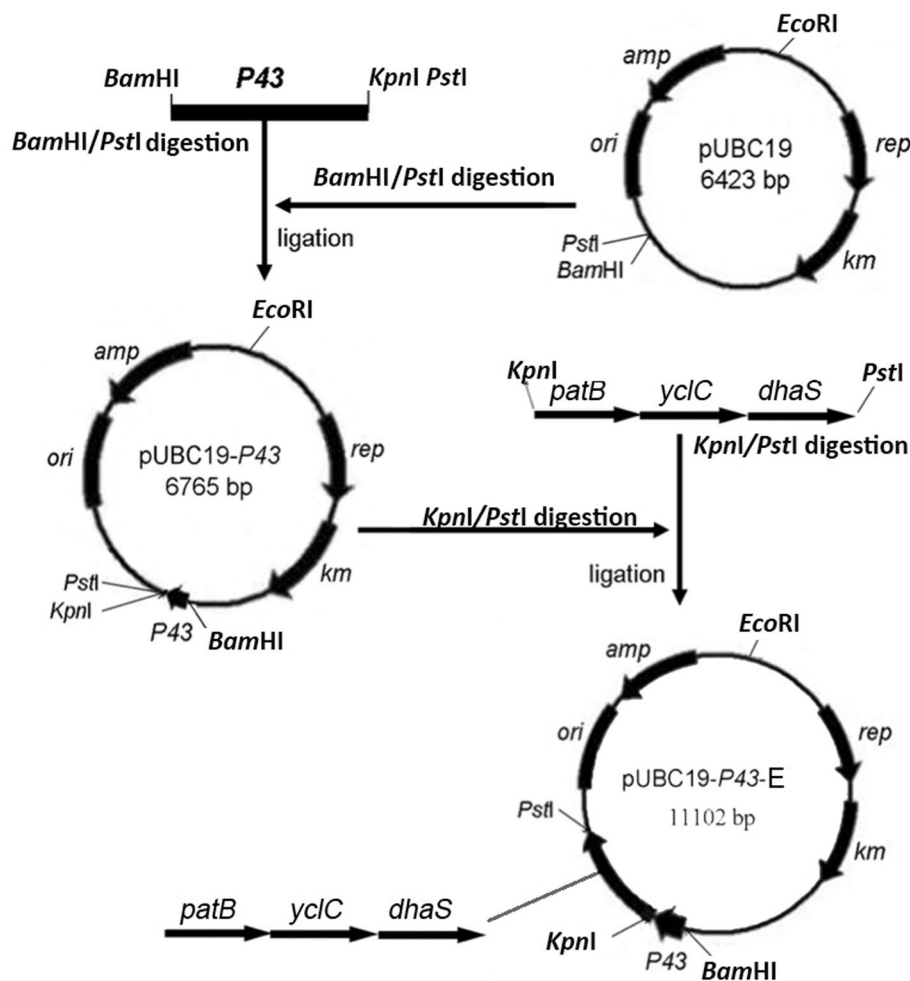 EcoRI
BamHI P43 KpnI PstI
amp
BamHI/PstI digestion
ori
pUBC19
6423 bp
rep
BamHI/PstI digestion
ligation
PstI
BamHI
km
EcoRI
amp
KpnI
PstI
patB yclC dhaS
ori
pUBC19-P43
6765 bp
rep
KpnI/PstI digestion
KpnI/PstI digestion
ligation
km
PstI
KpnI
P43
BamHI
EcoRI
amp
ori
rep
pUBC19-P43-E
11102 bp
PstI
km
patB yclC dhaS
KpnI
P43
BamHI